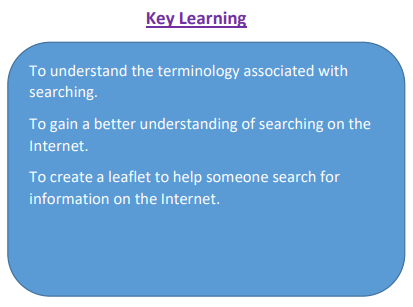 Key Learning
To understand the terminology associated with
searching.
To gain a better understanding of searching on the
Internet.
To create a leaflet to help someone search for
information on the Internet.